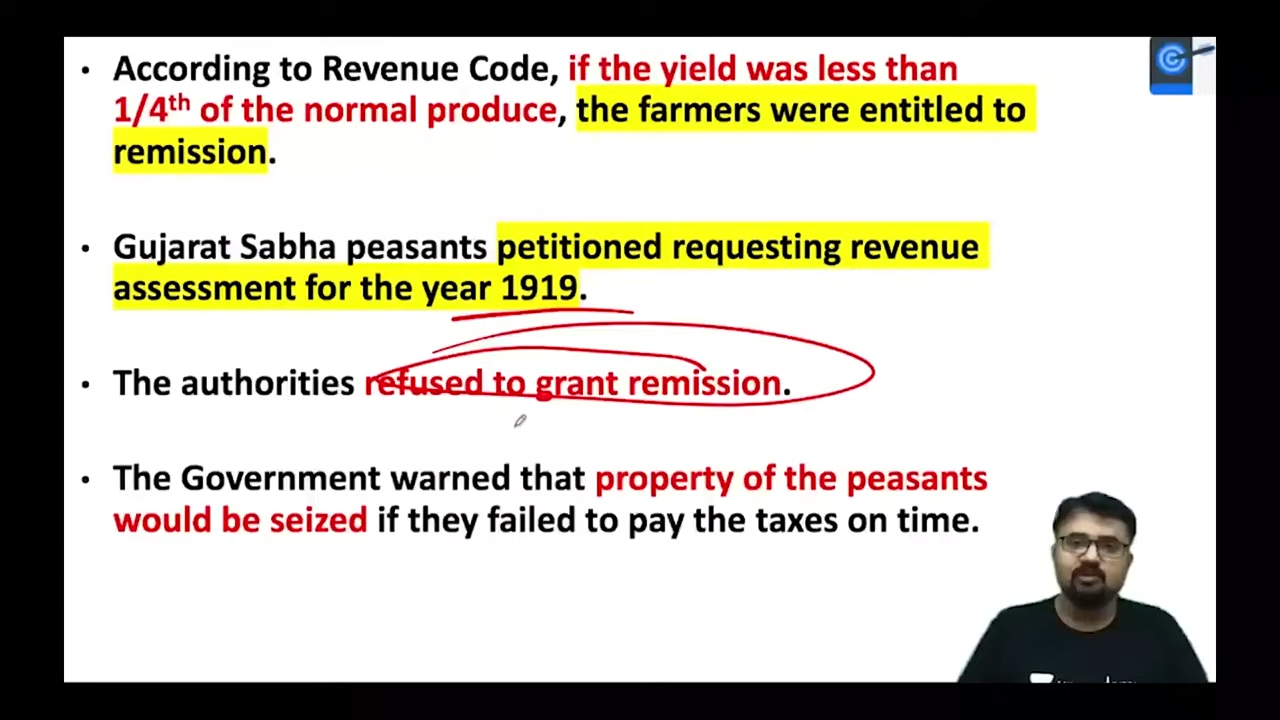 • According to Revenue Code, if the yield was less than
1/4th of the normal produce, the farmers were entitled to
remission.
• Gujarat Sabha peasants petitioned requesting revenue
assessment for the year 1919.
• The authorities refused to grant remission.
• The Government warned that property of the peasants
would be seized if they failed to pay the taxes on time.